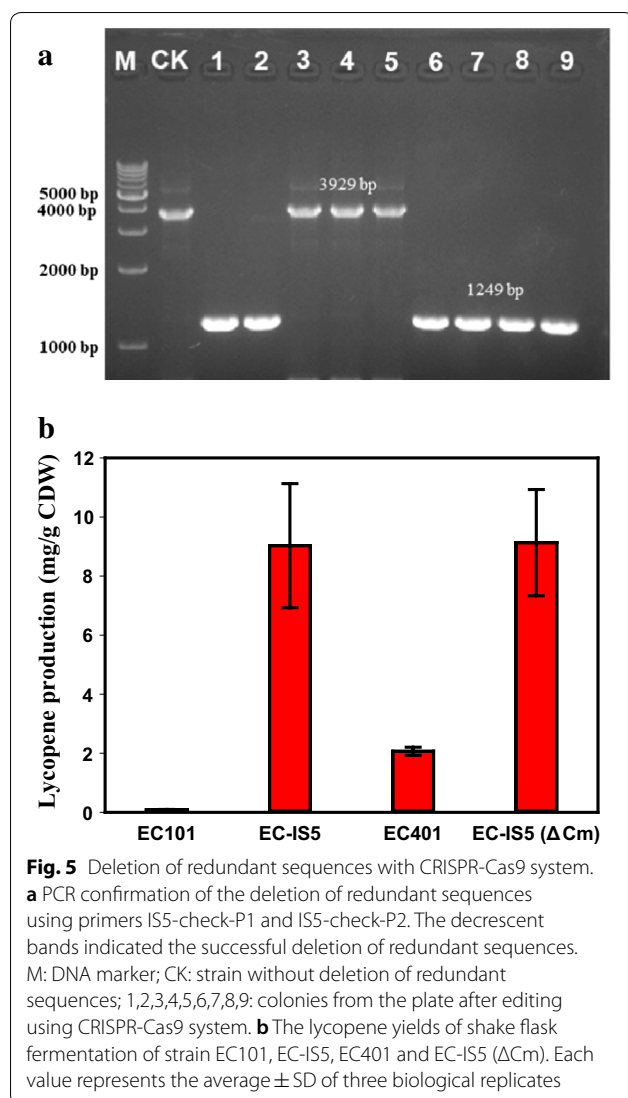 a
M CK 1 2 3 4 5 6 7 8 9
3929 bp
5000 bp
4000 bp
2000 bp
1249 bp
1000 bp
b
Lycopene production (mg/g CDW)
12
10
8
6
4
2
0
EC101 EC-IS5 EC401 EC-IS5 (ΔCm)
Fig. 5 Deletion of redundant sequences with CRISPR-Cas9 system.
a PCR confirmation of the deletion of redundant sequences
using primers IS5-check-P1 and IS5-check-P2. The decrescent
bands indicated the successful deletion of redundant sequences.
M: DNA marker; CK: strain without deletion of redundant
sequences; 1,2,3,4,5,6,7,8,9: colonies from the plate after editing
using CRISPR-Cas9 system. b The lycopene yields of shake flask
fermentation of strain EC101, EC-IS5, EC401 and EC-IS5 (ΔCm). Each
value represents the average ± SD of three biological replicates